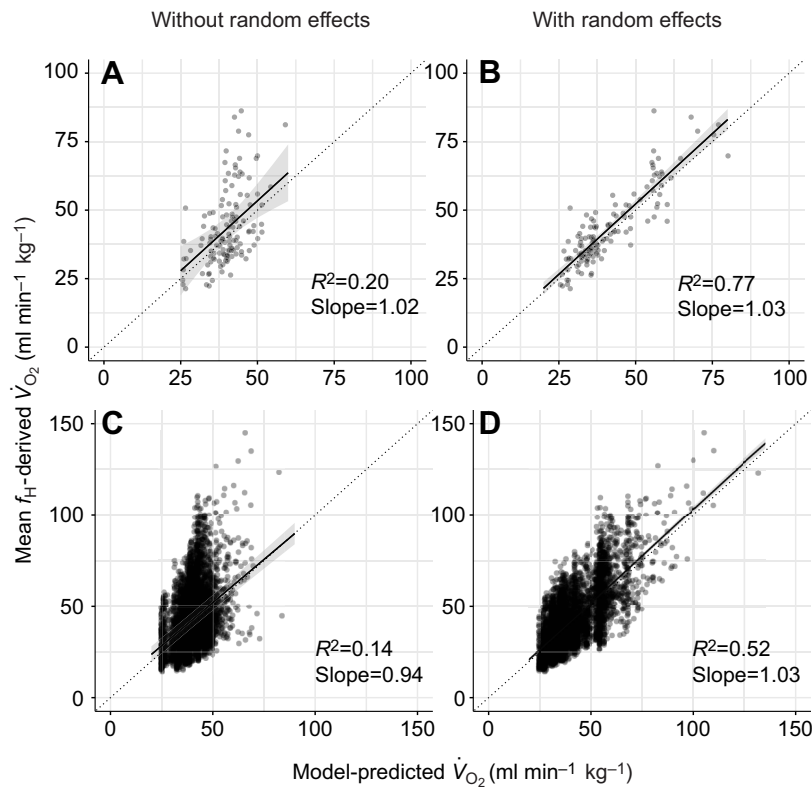 Without random effects
With random effects
A
B
100
75
50
25
0
R²=0.20
Slope=1.02
0 25 50 75 100
100
75
50
25
0
R²=0.77
Slope=1.03
0 25 50 75 100
Mean fH-derived V̇O2 (ml min–1 kg–1)
C
D
150
100
50
0
R²=0.14
Slope=0.94
0 50 100 150
150
100
50
0
R²=0.52
Slope=1.03
0 50 100 150
Model-predicted V̇O2 (ml min–1 kg–1)